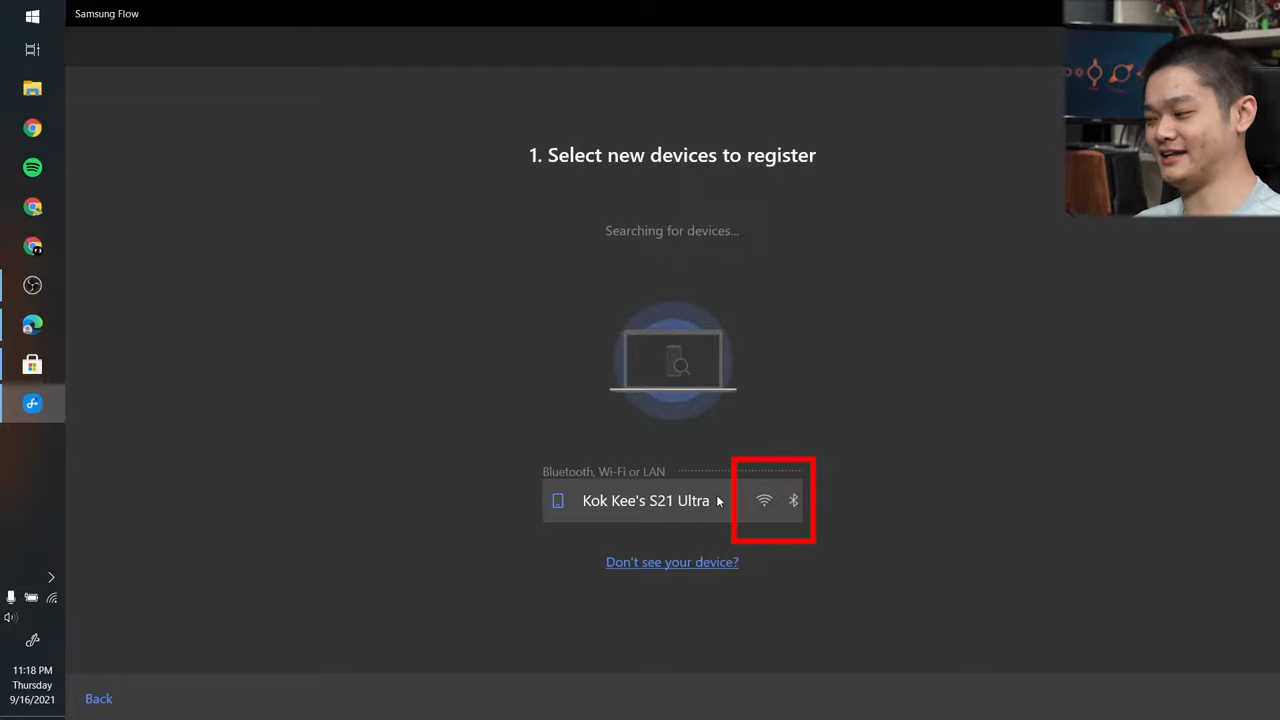 Samsung Flow
1. Select new devices to register
Searching for devices...
Bluetooth, Wi-Fi or LAN
Kok Kee's S21 Ultra
Don't see your device?
11:18 PM
Thursday
9/16/2021
Back